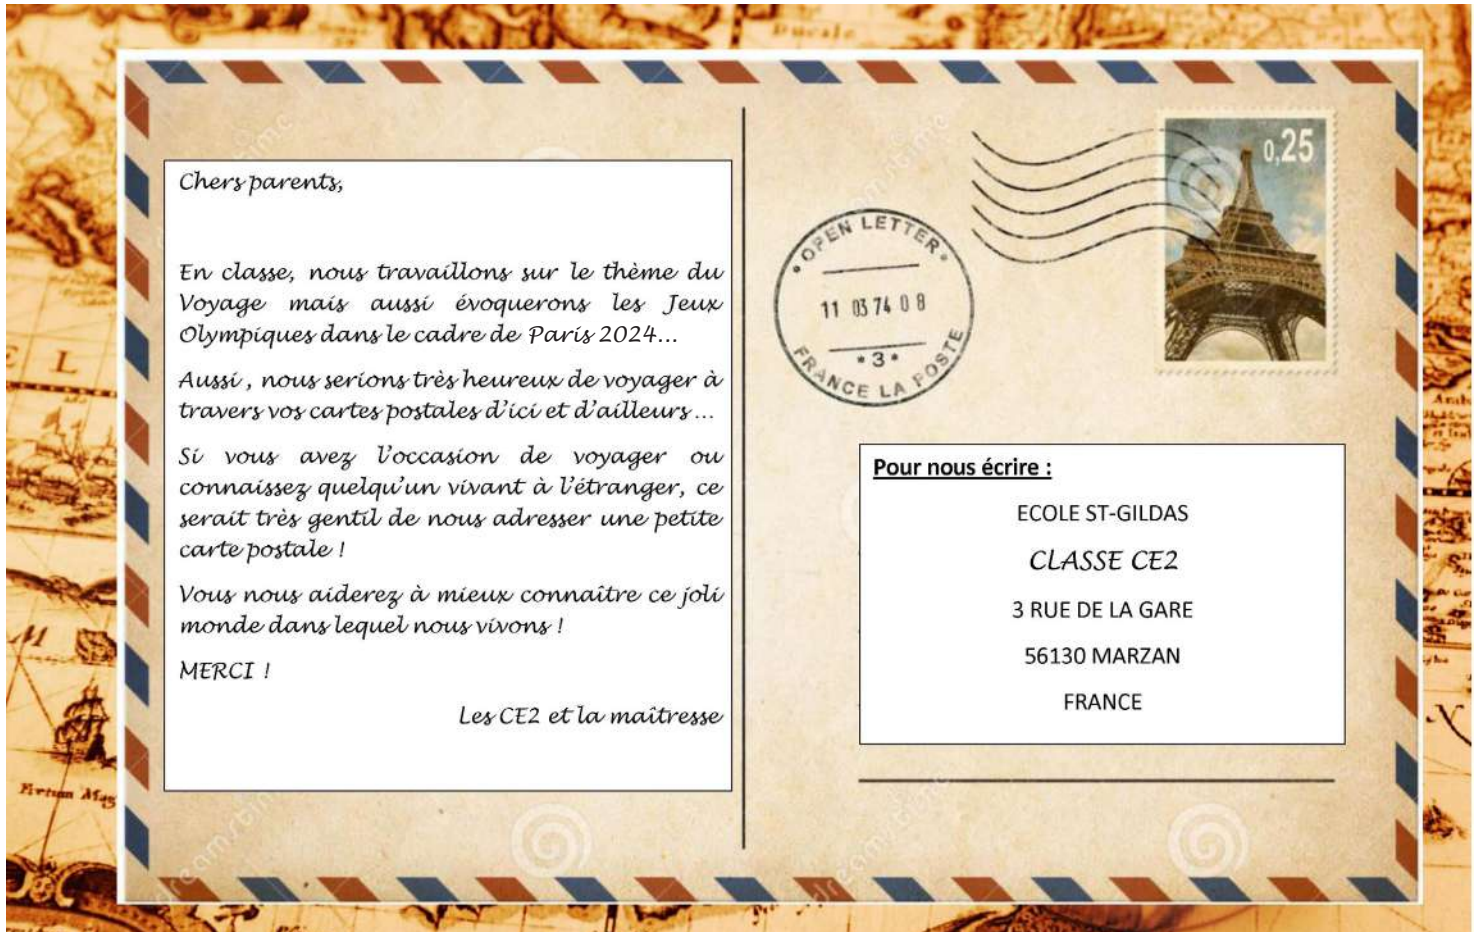 Chers parents,
En classe, nous travaillons sur le thème du
Voyage mais aussi évoquerons les Jeux
Olympiques dans le cadre de Paris 2024...
Aussi , nous serions très heureux de voyager à
travers vos cartes postales d'ici et d'ailleurs ...
Si vous avez l'occasion de voyager ou
connaissez quelqu'un vivant à l'étranger, ce
serait très gentil de nous adresser une petite
carte postale !
Vous nous aiderez à mieux connaître ce joli
monde dans lequel nous vivons !
MERCI !
Les CE2 et la maîtresse
OPEN LETTER
11 03 74 0 8
*3*
FRANCE LA POSTE
0,25
Pour nous écrire :
ECOLE ST-GILDAS
CLASSE CE2
3 RUE DE LA GARE
56130 MARZAN
FRANCE
dreamstime